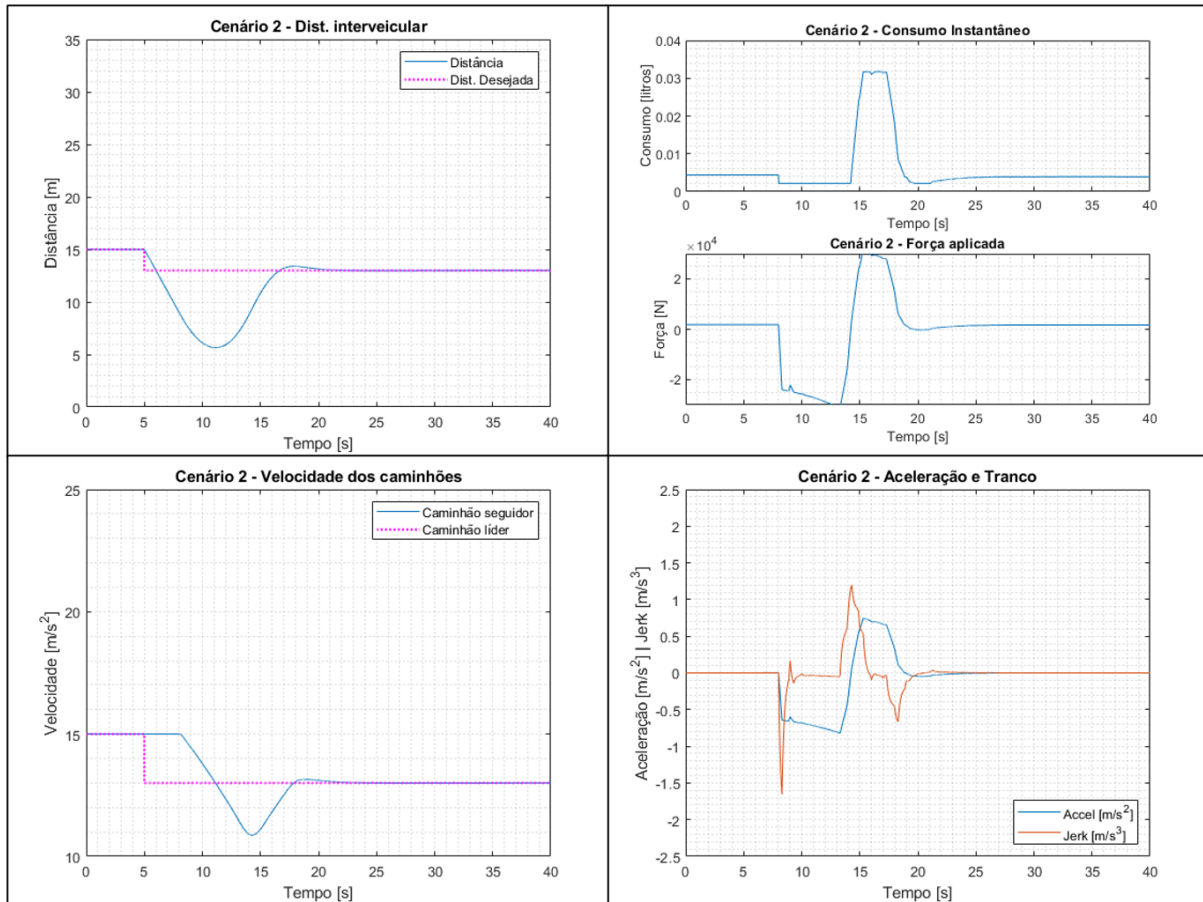 Cenário 2 - Dist. interveicular
35
30
25
20
15
10
5
0
Distância [m]
Distância
Dist. Desejada
0 5 10 15 20 25 30 35 40
Tempo [s]
Cenário 2 - Consumo Instantâneo
0.04
0.03
0.02
0.01
0
Consumo [litros]
0 5 10 15 20 25 30 35 40
Tempo [s]
×10⁴
Cenário 2 - Força aplicada
2
0
-2
Força [N]
0 5 10 15 20 25 30 35 40
Tempo [s]
Cenário 2 - Velocidade dos caminhões
25
20
15
10
Velocidade [m/s²]
Caminhão seguidor
Caminhão líder
0 5 10 15 20 25 30 35 40
Tempo [s]
Cenário 2 - Aceleração e Tranco
2.5
2
1.5
1
0.5
0
-0.5
-1
-1.5
-2
-2.5
Aceleração [m/s²] | Jerk [m/s³]
Accel [m/s²]
Jerk [m/s³]
0 5 10 15 20 25 30 35 40
Tempo [s]